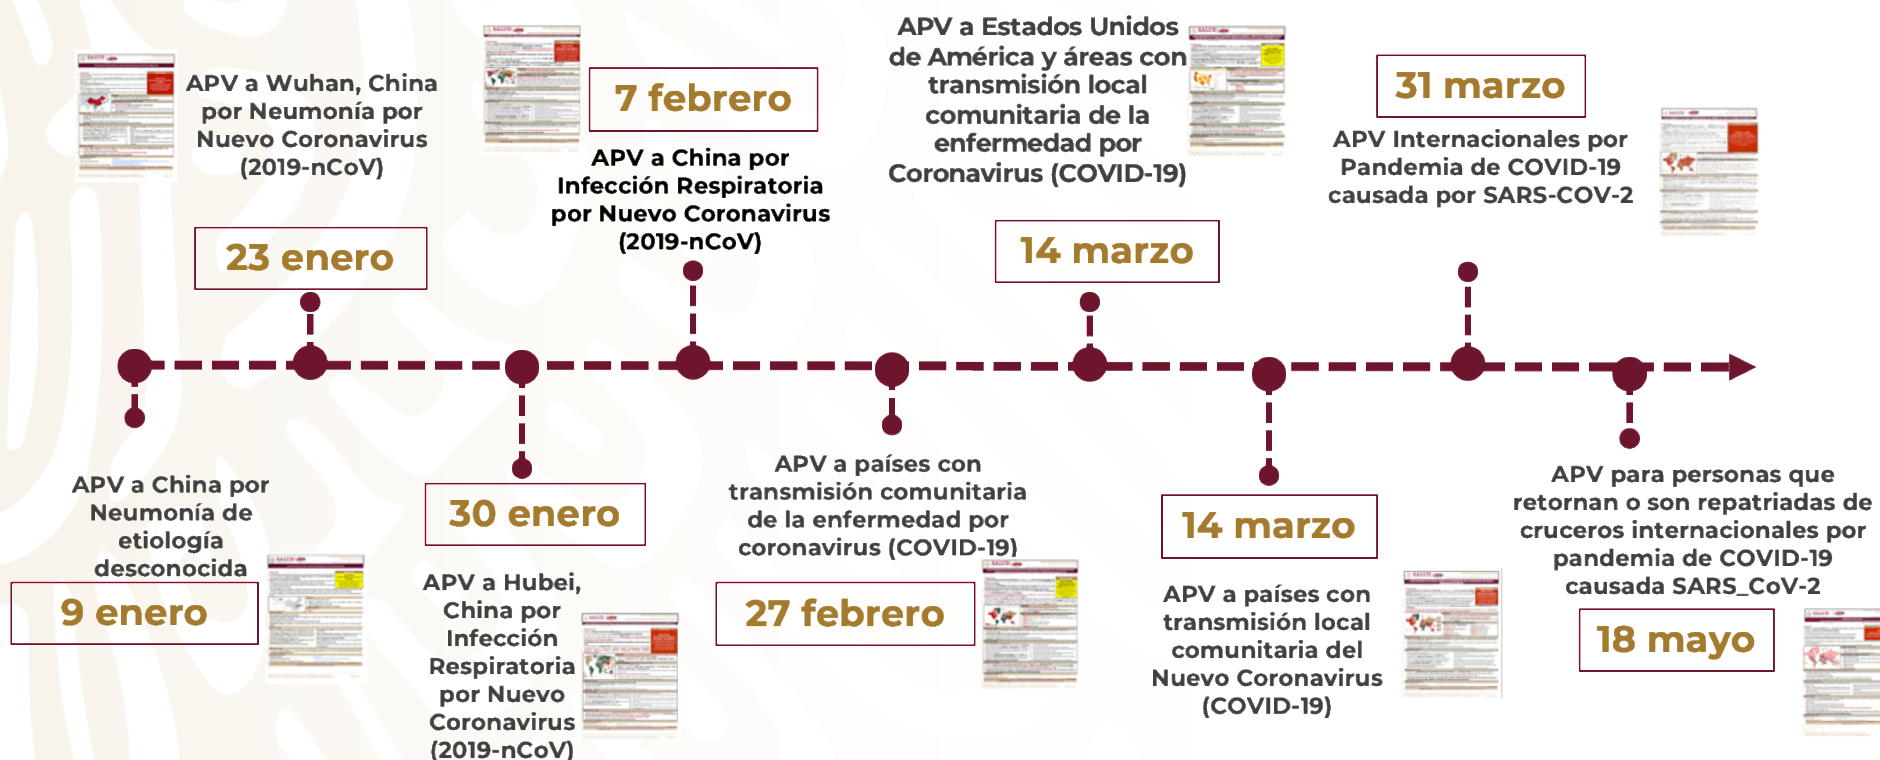 APV a China por
Neumonía de
etiología
desconocida
9 enero
APV a Wuhan, China
por Neumonía por
Nuevo Coronavirus
(2019-nCoV)
23 enero
30 enero
APV a Hubei,
China por
Infección
Respiratoria
por Nuevo
Coronavirus
(2019-nCoV)
7 febrero
APV a China por
Infección Respiratoria
por Nuevo Coronavirus
(2019-nCoV)
APV a países con
transmisión comunitaria
de la enfermedad por
coronavirus (COVID-19)
27 febrero
APV a Estados Unidos
de América y áreas con
transmisión local
comunitaria de la
enfermedad por
Coronavirus (COVID-19)
14 marzo
14 marzo
APV a países con
transmisión local
comunitaria del
Nuevo Coronavirus
(COVID-19)
31 marzo
APV Internacionales por
Pandemia de COVID-19
causada por SARS-COV-2
APV para personas que
retornan o son repatriadas de
cruceros internacionales por
pandemia de COVID-19
causada SARS_CoV-2
18 mayo